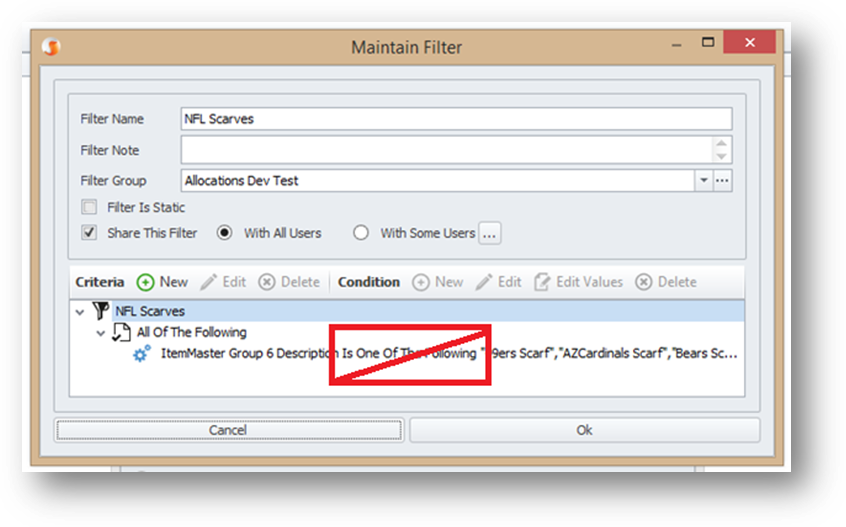 Maintain Filter
Filter Name NFL Scarves
Filter Note
Filter Group Allocations Dev Test ...
Filter Is Static
Share This Filter With All Users With Some Users ...
Criteria New Edit Delete Condition New Edit Edit Values Delete
NFL Scarves
All Of The Following
ItemMaster Group 6 Description Is One Of The Following "9ers Scarf","AZCardinals Scarf","Bears Sc...
Cancel Ok